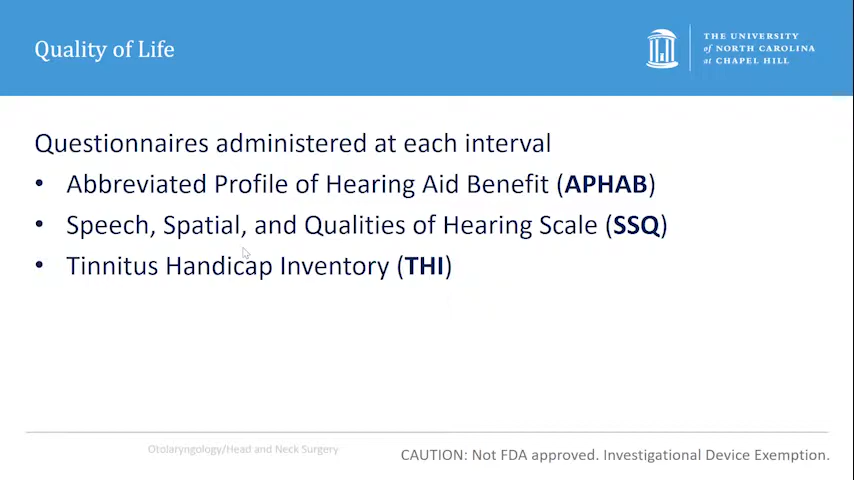 Quality of Life
THE UNIVERSITY
of NORTH CAROLINA
at CHAPEL HILL
Questionnaires administered at each interval
• Abbreviated Profile of Hearing Aid Benefit (APHAB)
• Speech, Spatial, and Qualities of Hearing Scale (SSQ)
• Tinnitus Handicap Inventory (THI)
Otolaryngology/Head and Neck Surgery
CAUTION: Not FDA approved. Investigational Device Exemption.